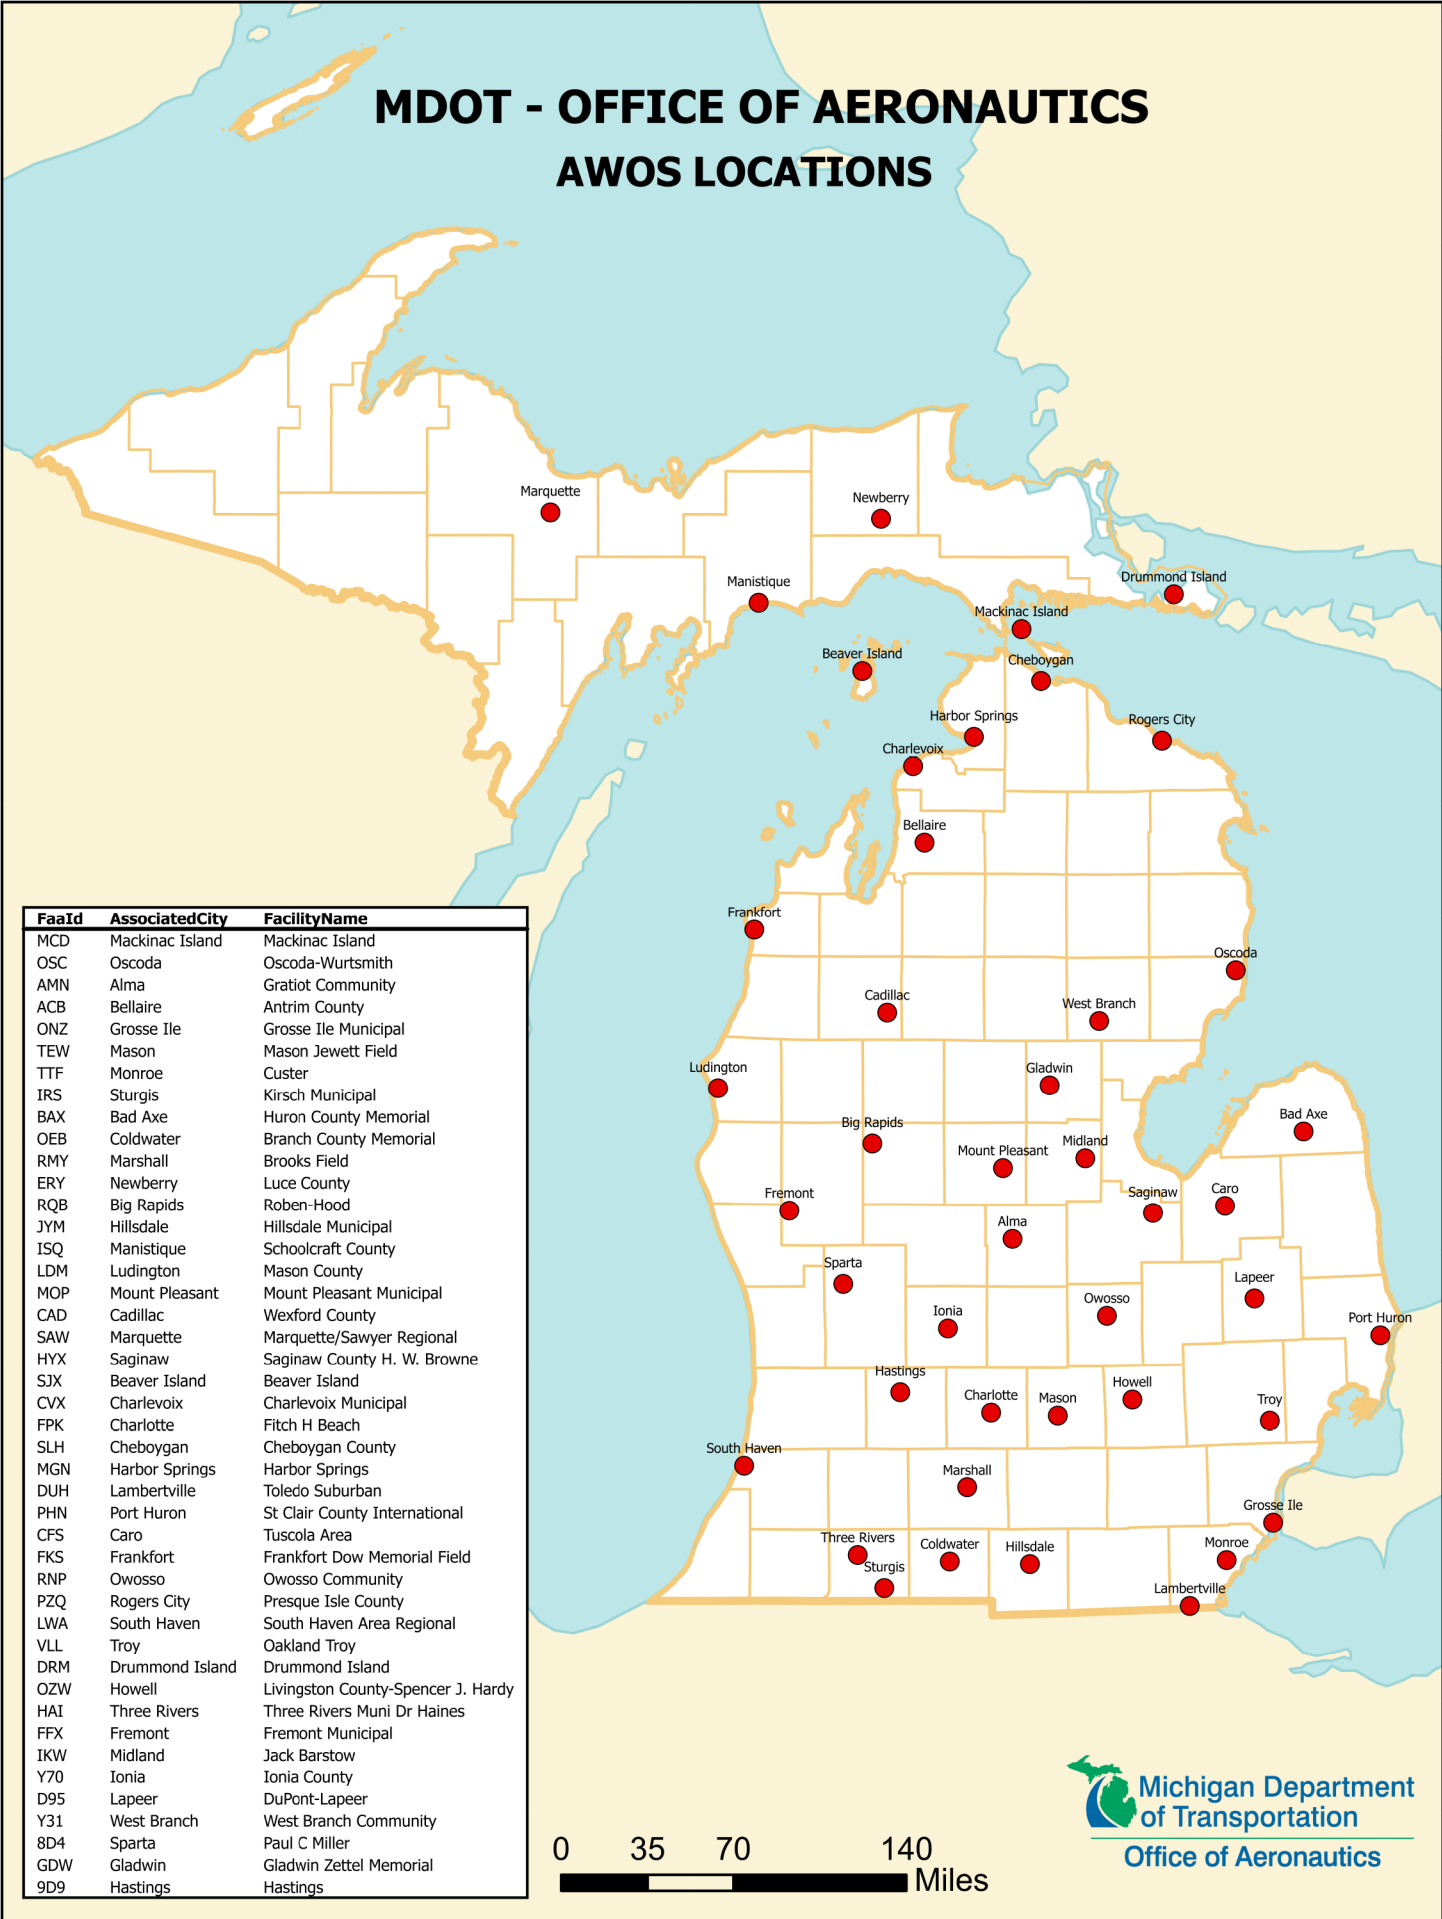 MDOT - OFFICE OF AERONAUTICS
AWOS LOCATIONS
Marquette
Newberry
Drummond Island
Manistique
Mackinac Island
Beaver Island
Cheboygan
Harbor Springs
Rogers City
Charlevoix
Bellaire
Frankfort
Oscoda
Cadillac
West Branch
Ludington
Gladwin
Bad Axe
Big Rapids
Midland
Mount Pleasant
Fremont
Saginaw
Caro
Alma
Sparta
Lapeer
Owosso
Ionia
Port Huron
Hastings
Howell
Charlotte
Mason
Troy
South Haven
Marshall
Grosse Ile
Three Rivers
Coldwater
Hillsdale
Monroe
Sturgis
Lambertville
FaaId AssociatedCity FacilityName
MCD Mackinac Island Mackinac Island
OSC Oscoda Oscoda-Wurtsmith
AMN Alma Gratiot Community
ACB Bellaire Antrim County
ONZ Grosse Ile Grosse Ile Municipal
TEW Mason Mason Jewett Field
TTF Monroe Custer
IRS Sturgis Kirsch Municipal
BAX Bad Axe Huron County Memorial
OEB Coldwater Branch County Memorial
RMY Marshall Brooks Field
ERY Newberry Luce County
RQB Big Rapids Roben-Hood
JYM Hillsdale Hillsdale Municipal
ISQ Manistique Schoolcraft County
LDM Ludington Mason County
MOP Mount Pleasant Mount Pleasant Municipal
CAD Cadillac Wexford County
SAW Marquette Marquette/Sawyer Regional
HYX Saginaw Saginaw County H. W. Browne
SJX Beaver Island Beaver Island
CVX Charlevoix Charlevoix Municipal
FPK Charlotte Fitch H Beach
SLH Cheboygan Cheboygan County
MGN Harbor Springs Harbor Springs
DUH Lambertville Toledo Suburban
PHN Port Huron St Clair County International
CFS Caro Tuscola Area
FKS Frankfort Frankfort Dow Memorial Field
RNP Owosso Owosso Community
PZQ Rogers City Presque Isle County
LWA South Haven South Haven Area Regional
VLL Troy Oakland Troy
DRM Drummond Island Drummond Island
OZW Howell Livingston County-Spencer J. Hardy
HAI Three Rivers Three Rivers Muni Dr Haines
FFX Fremont Fremont Municipal
IKW Midland Jack Barstow
Y70 Ionia Ionia County
D95 Lapeer DuPont-Lapeer
Y31 West Branch West Branch Community
8D4 Sparta Paul C Miller
GDW Gladwin Gladwin Zettel Memorial
9D9 Hastings Hastings
0 35 70 140
Miles
Michigan Department
of Transportation
Office of Aeronautics